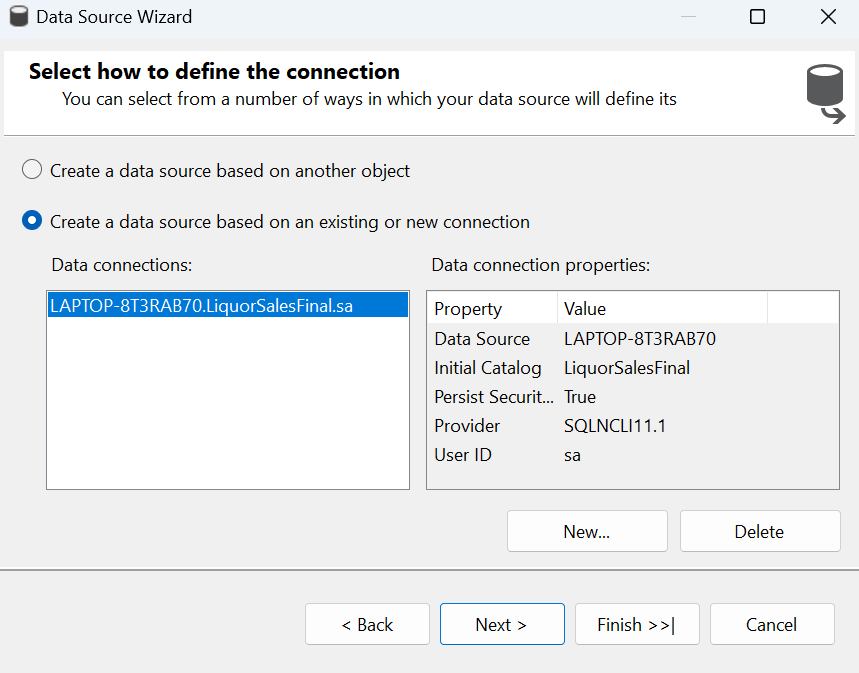 Data Source Wizard
Select how to define the connection
You can select from a number of ways in which your data source will define its
Create a data source based on another object
Create a data source based on an existing or new connection
Data connections:
LAPTOP-8T3RAB70.LiquorSalesFinal.sa
Data connection properties:
Property Value
Data Source LAPTOP-8T3RAB70
Initial Catalog LiquorSalesFinal
Persist Securit... True
Provider SQLNCLI11.1
User ID sa
New... Delete
< Back Next > Finish >>| Cancel